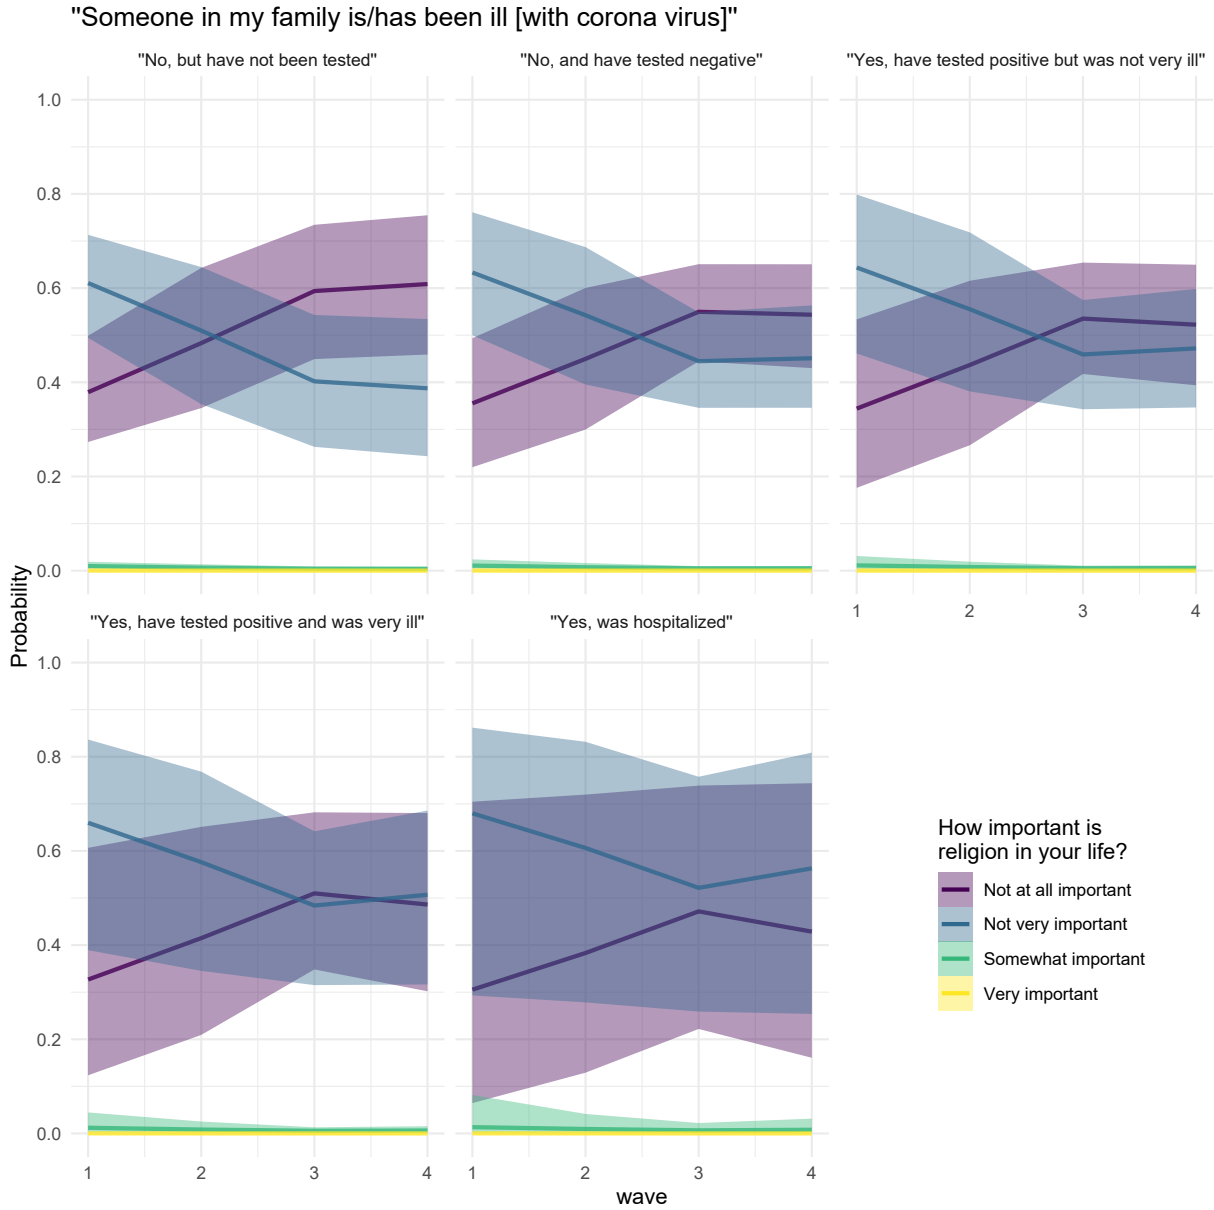 "Someone in my family is/has been ill [with corona virus]"
"No, but have not been tested"
"No, and have tested negative"
"Yes, have tested positive but was not very ill"
1.0
0.8
0.6
0.4
0.2
0.0
1 2 3 4
Probability
"Yes, have tested positive and was very ill"
"Yes, was hospitalized"
1.0
0.8
0.6
0.4
0.2
0.0
1 2 3 4
1 2 3 4
wave
How important is
religion in your life?
Not at all important
Not very important
Somewhat important
Very important